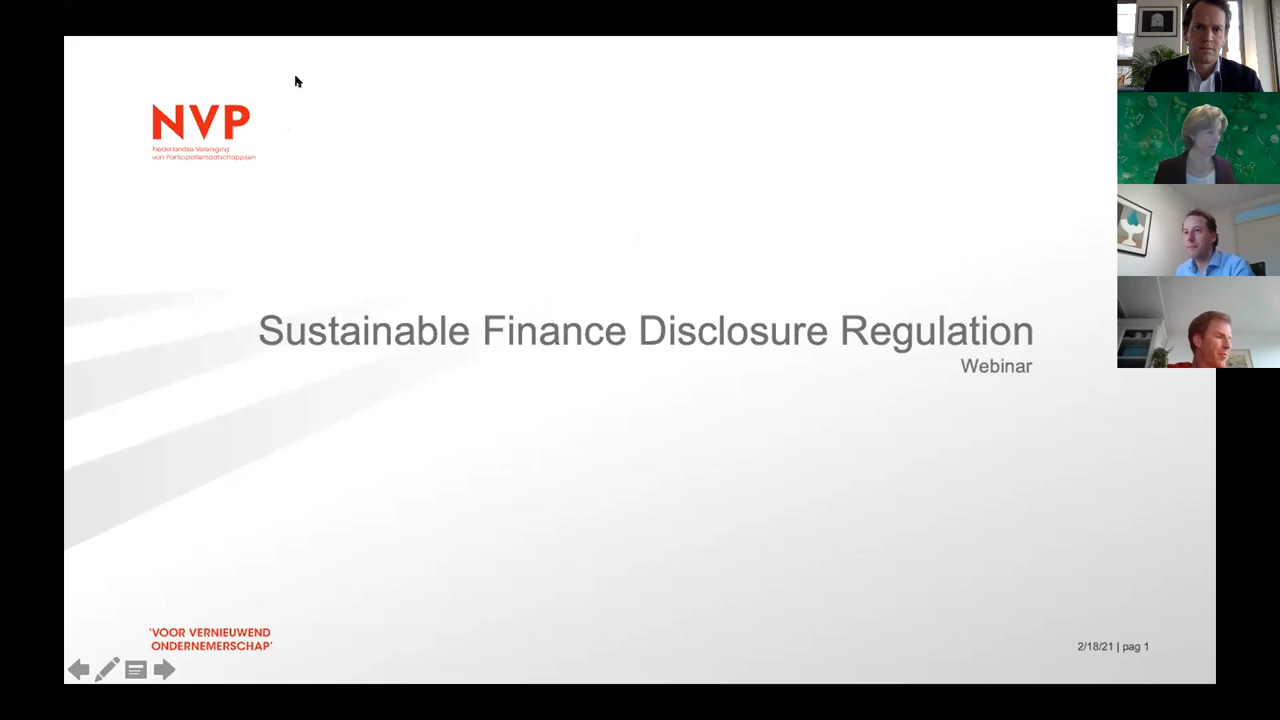 NVP
Nederlandse Vereniging
van Participatiemaatschappijen
Sustainable Finance Disclosure Regulation
Webinar
'VOOR VERNIEUWEND
ONDERNEMERSCHAP'
2/18/21 | pag 1